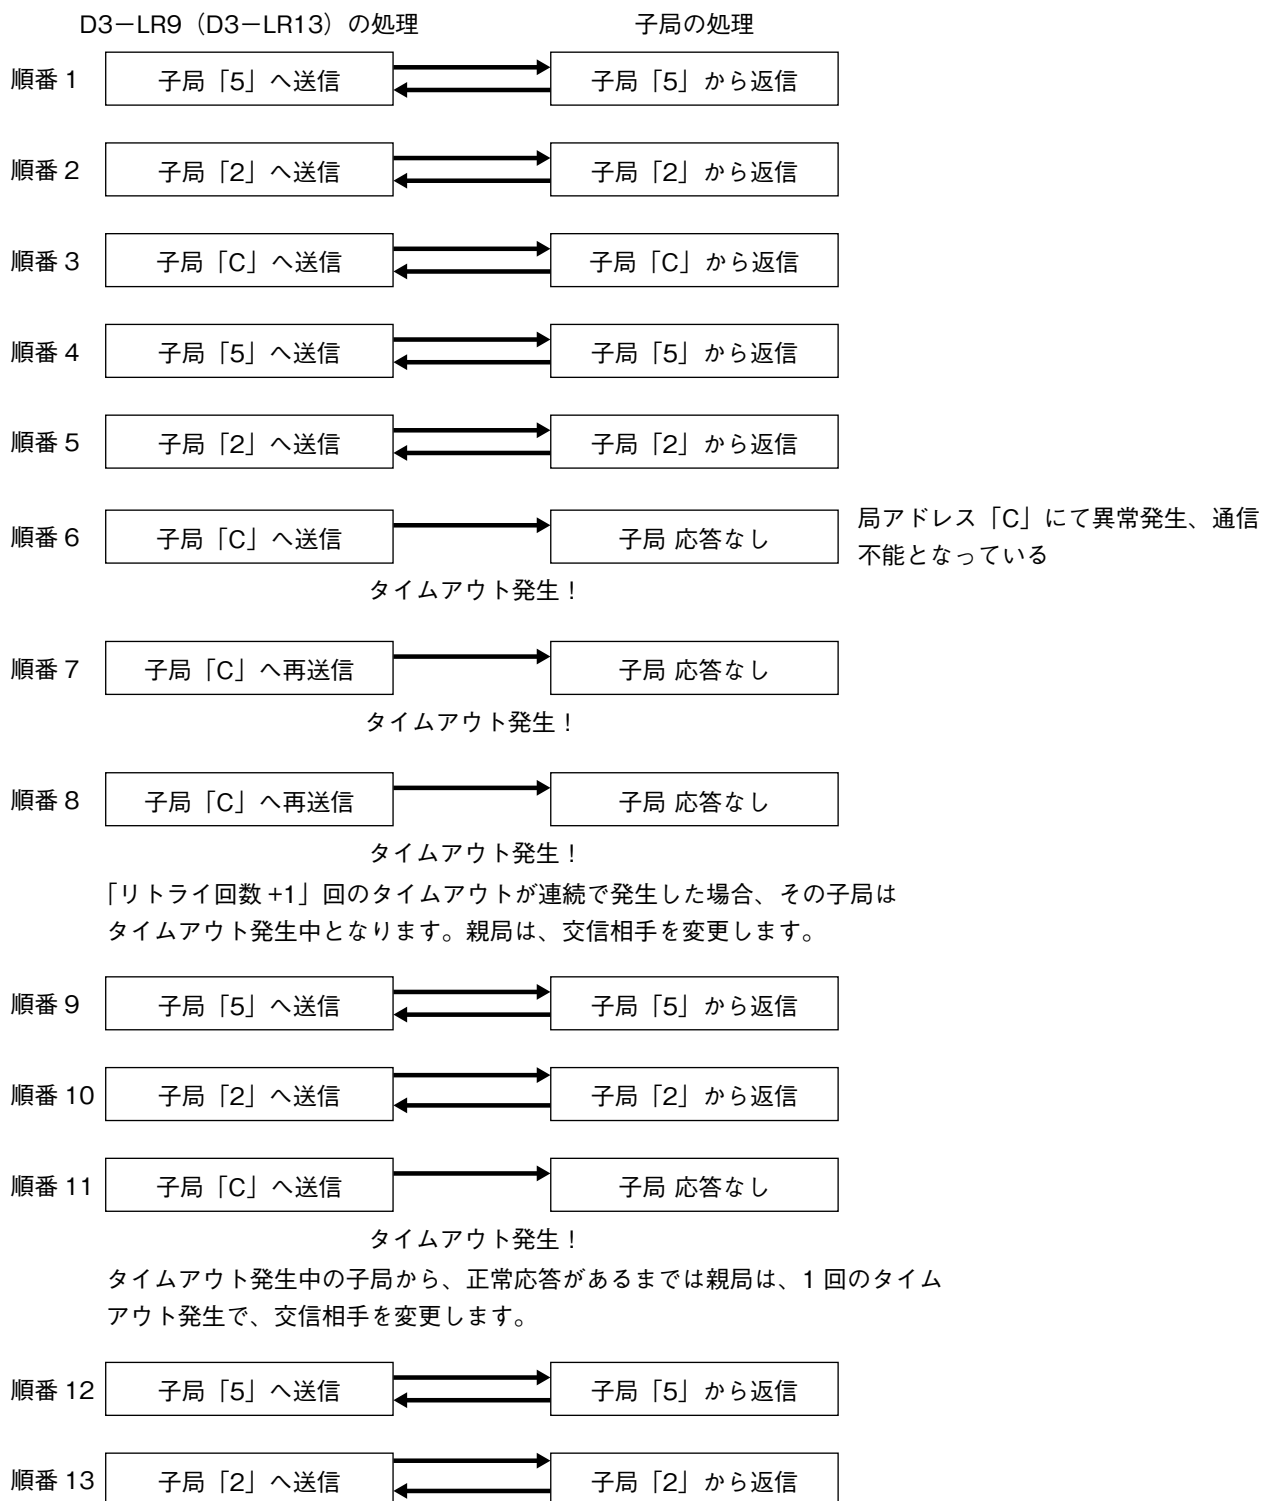 D3－LR9（D3－LR13）の処理 子局の処理
順番 1 子局「5」へ送信 子局「5」から返信
順番 2 子局「2」へ送信 子局「2」から返信
順番 3 子局「C」へ送信 子局「C」から返信
順番 4 子局「5」へ送信 子局「5」から返信
順番 5 子局「2」へ送信 子局「2」から返信
順番 6 子局「C」へ送信 子局 応答なし 局アドレス「C」にて異常発生、通信
不能となっている
タイムアウト発生！
順番 7 子局「C」へ再送信 子局 応答なし
タイムアウト発生！
順番 8 子局「C」へ再送信 子局 応答なし
タイムアウト発生！
「リトライ回数 +1」回のタイムアウトが連続で発生した場合、その子局は
タイムアウト発生中となります。親局は、交信相手を変更します。
順番 9 子局「5」へ送信 子局「5」から返信
順番 10 子局「2」へ送信 子局「2」から返信
順番 11 子局「C」へ送信 子局 応答なし
タイムアウト発生！
タイムアウト発生中の子局から、正常応答があるまでは親局は、1 回のタイム
アウト発生で、交信相手を変更します。
順番 12 子局「5」へ送信 子局「5」から返信
順番 13 子局「2」へ送信 子局「2」から返信